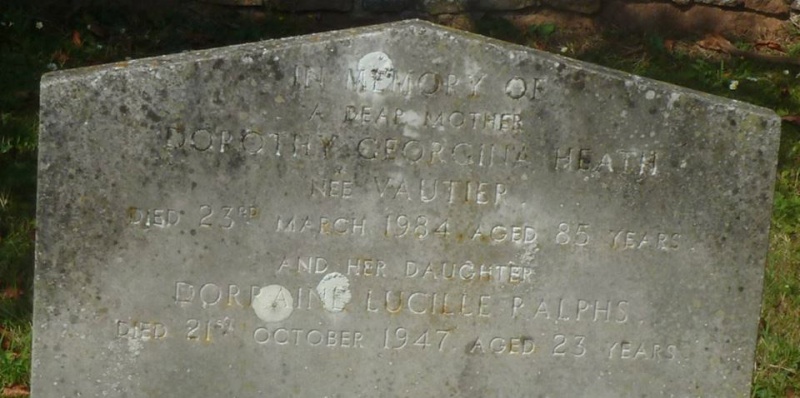 IN MEMORY OF
A DEAR MOTHER
DOROTHY GEORGINA HEATH
NEE VAUTIER
DIED 23RD MARCH 1984 AGED 85 YEARS.
AND HER DAUGHTER
DORRAINE LUCILLE RALPHS
DIED 21ST OCTOBER 1947 AGED 23 YEARS.